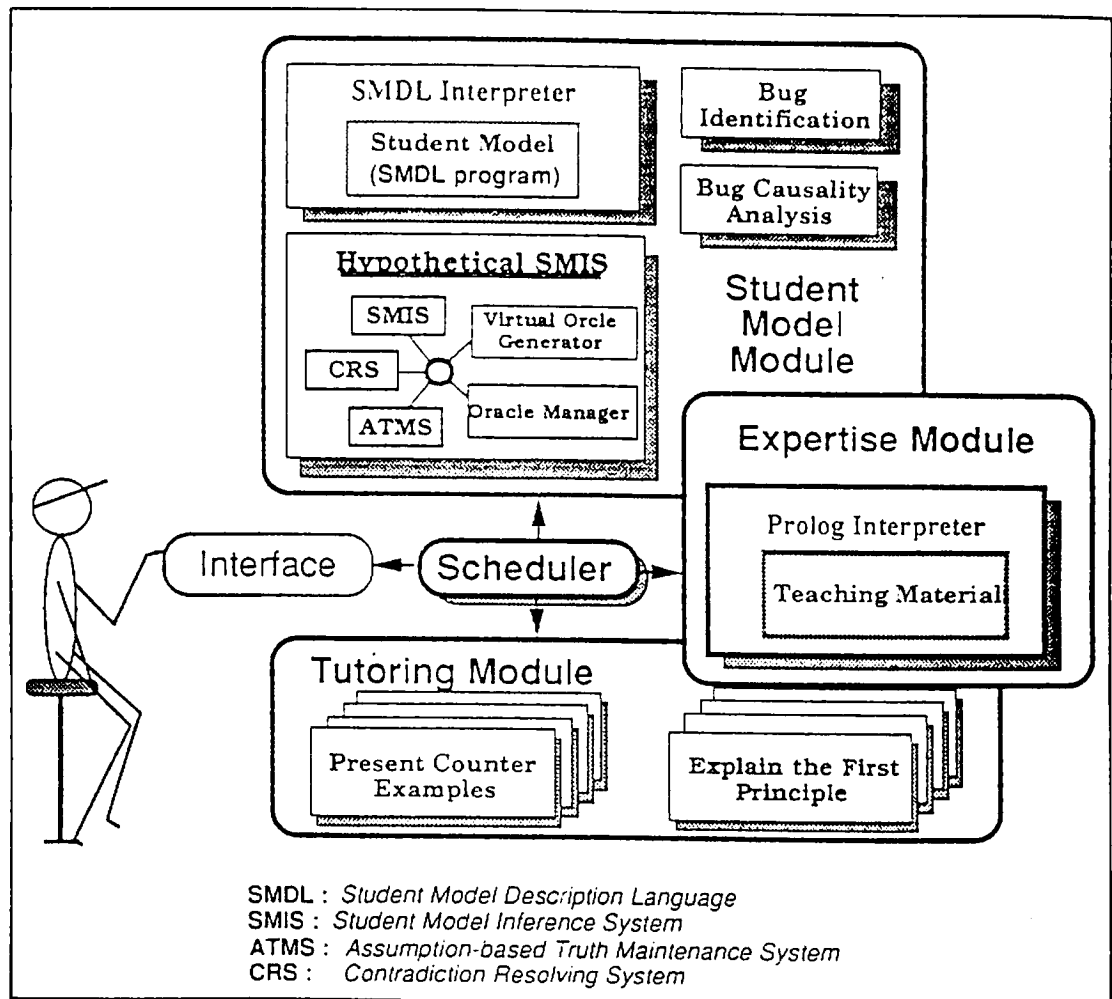 SMDL Interpreter
Student Model
(SMDL program)
Bug
Identification
Bug Causality
Analysis
Hypothetical SMIS
SMIS
CRS
ATMS
Virtual Orcle
Generator
Oracle Manager
Student
Model
Module
Expertise Module
Prolog Interpreter
Teaching Material
Interface
Scheduler
Tutoring Module
Present Counter
Examples
Explain the First
Principle
SMDL : Student Model Description Language
SMIS : Student Model Inference System
ATMS : Assumption-based Truth Maintenance System
CRS : Contradiction Resolving System